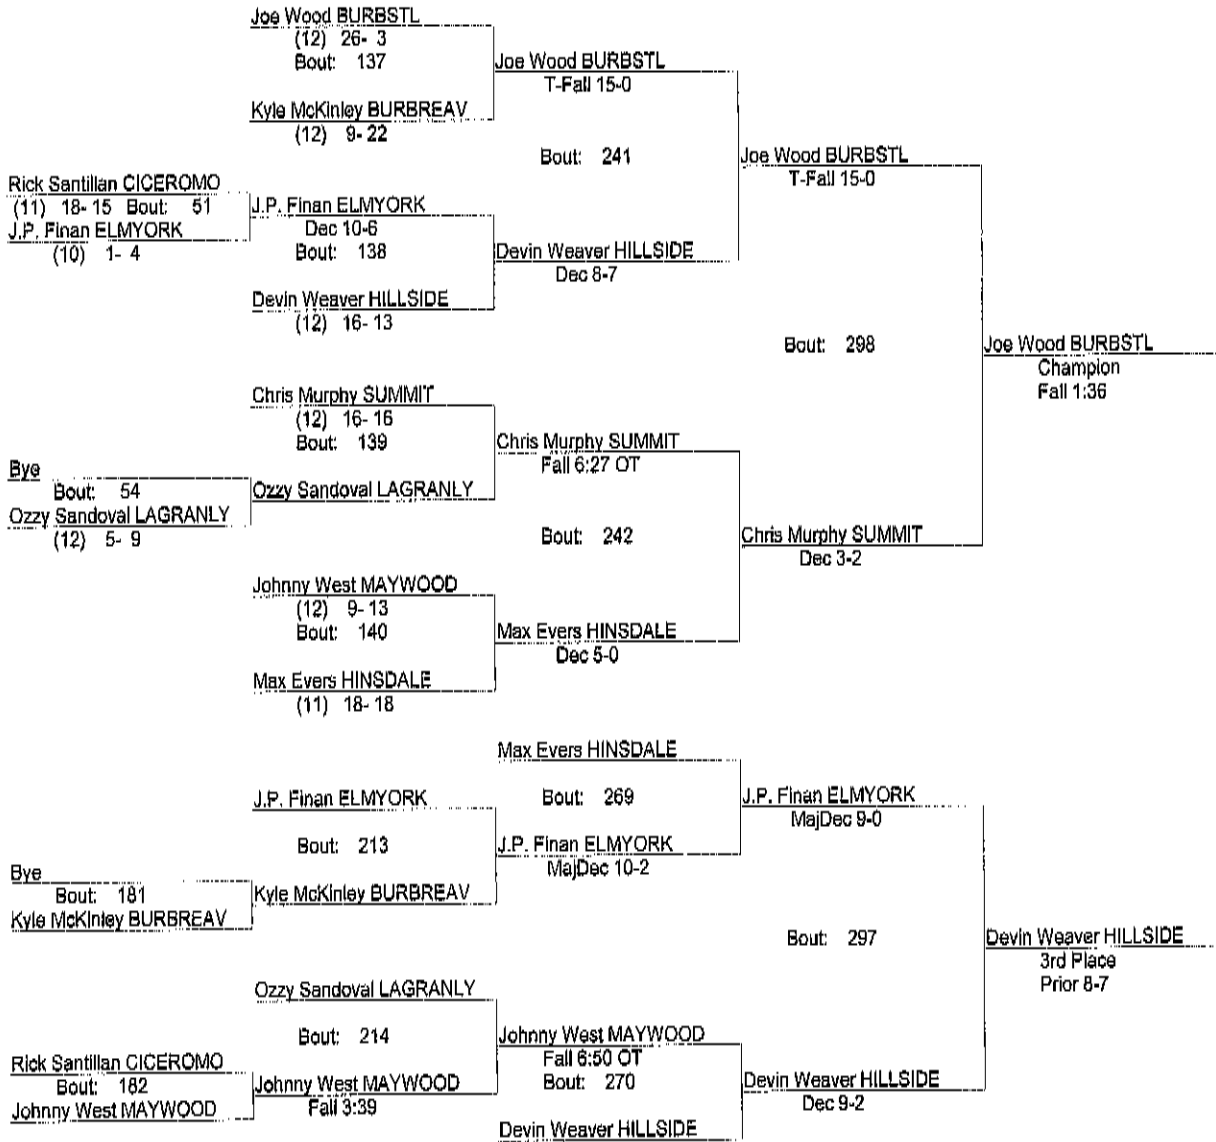 Joe Wood BURBSTL
(12) 26- 3
Bout: 137
Joe Wood BURBSTL
T-Fall 15-0
Kyle McKinley BURBREAV
(12) 9- 22
Bout: 241
Joe Wood BURBSTL
T-Fall 15-0
Rick Santillan CICEROMO
(11) 18- 15 Bout: 51
J.P. Finan ELMYORK
(10) 1- 4
J.P. Finan ELMYORK
Dec 10-6
Bout: 138
Devin Weaver HILLSIDE
Dec 8-7
Devin Weaver HILLSIDE
(12) 16- 13
Bout: 298
Joe Wood BURBSTL
Champion
Fall 1:36
Chris Murphy SUMMIT
(12) 16- 16
Bout: 139
Chris Murphy SUMMIT
Fall 6:27 OT
Bye
Bout: 54
Ozzy Sandoval LAGRANLY
(12) 5- 9
Ozzy Sandoval LAGRANLY
Bout: 242
Chris Murphy SUMMIT
Dec 3-2
Johnny West MAYWOOD
(12) 9- 13
Bout: 140
Max Evers HINSDALE
Dec 5-0
Max Evers HINSDALE
(11) 18- 18
Max Evers HINSDALE
Bout: 269
J.P. Finan ELMYORK
MajDec 9-0
J.P. Finan ELMYORK
Bout: 213
J.P. Finan ELMYORK
MajDec 10-2
Bye
Bout: 181
Kyle McKinley BURBREAV
Kyle McKinley BURBREAV
Bout: 297
Devin Weaver HILLSIDE
3rd Place
Prior 8-7
Ozzy Sandoval LAGRANLY
Bout: 214
Johnny West MAYWOOD
Fall 6:50 OT
Bout: 270
Rick Santillan CICEROMO
Bout: 182
Johnny West MAYWOOD
Johnny West MAYWOOD
Fall 3:39
Devin Weaver HILLSIDE
Dec 9-2
Devin Weaver HILLSIDE